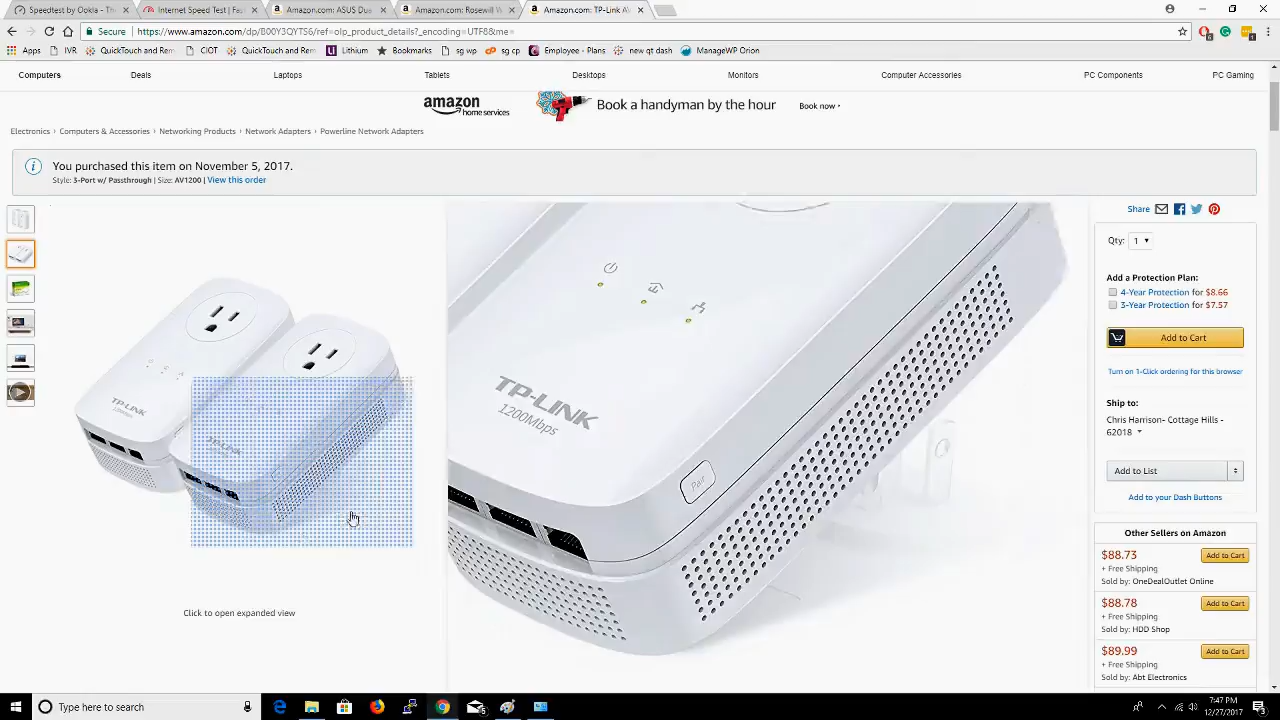 Speedtest by Ookla - The
Internet Speed Test | Fast
Amazon.com: ASUS Dua
Amazon.com: Rosewill W
Amazon.com: TP-Link AV
Secure
https://www.amazon.com/dp/B00Y3QYTS6/ref=olp_product_details?_encoding=UTF8&me=
Apps
IVR
QuickTouch and Rem
CIOT
QuickTouch and Rem
Lithium
Bookmarks
sg wp
sg cp
Employee - Plans
new qt dash
ManageWP Orion
Computers
Deals
Laptops
Tablets
Desktops
Monitors
Computer Accessories
PC Components
PC Gaming
amazon
home services
Book a handyman by the hour
Book now ›
Electronics › Computers & Accessories › Networking Products › Network Adapters › Powerline Network Adapters
You purchased this item on November 5, 2017.
Style: 3-Port w/ Passthrough | Size: AV1200 | View this order
TP-LINK
TP-LINK
Click to open expanded view
TP-LINK
1200Mbps
Pair
Share
Qty: 1
Add a Protection Plan:
4-Year Protection for $8.66
3-Year Protection for $7.57
Add to Cart
Turn on 1-Click ordering for this browser
Ship to:
Chris Harrison- Cottage Hills -
62018
Add to List
Add to your Dash Buttons
Other Sellers on Amazon
$88.73
Add to Cart
+ Free Shipping
Sold by: OneDealOutlet Online
$88.78
Add to Cart
+ Free Shipping
Sold by: HDD Shop
$89.99
Add to Cart
+ Free Shipping
Sold by: Abt Electronics
Type here to search
7:47 PM
12/27/2017